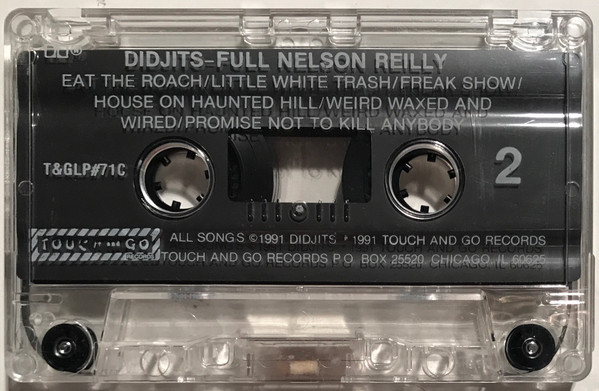 DIDJITS–FULL NELSON REILLY
EAT THE ROACH/LITTLE WHITE TRASH/FREAK SHOW/
HOUSE ON HAUNTED HILL/WEIRD WAXED AND
WIRED/PROMISE NOT TO KILL ANYBODY
T&GLP#71C
2
TOUCH AND GO
RECORDS
ALL SONGS ©1991 DIDJITS ℗ 1991 TOUCH AND GO RECORDS
TOUCH AND GO RECORDS P.O. BOX 25520, CHICAGO, IL 60625